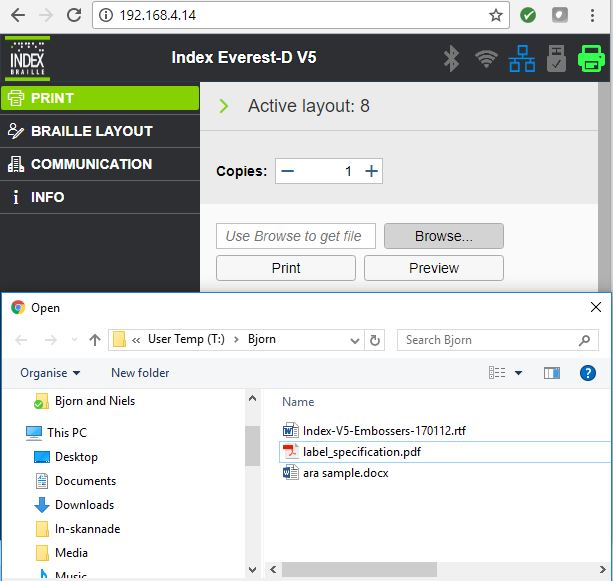 192.168.4.14
INDEX
BRAILLE
Index Everest-D V5
PRINT
BRAILLE LAYOUT
COMMUNICATION
INFO
Active layout: 8
Copies: 1
Use Browse to get file
Browse...
Print
Preview
Open
User Temp (T:)
Bjorn
Search Bjorn
Organise
New folder
Bjorn and Niels
This PC
Desktop
Documents
Downloads
In-skannade
Media
Music
Name
Index-V5-Embossers-170112.rtf
label_specification.pdf
ara sample.docx